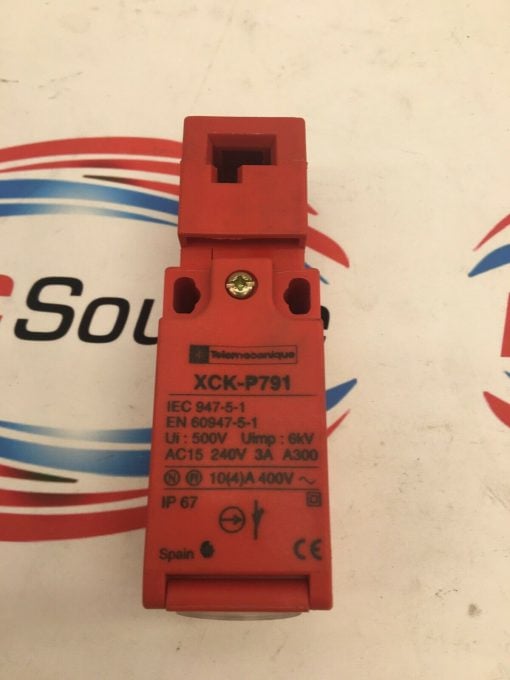 Source
Telemecanique
XCK-P791
IEC 947-5-1
EN 60947-5-1
Ui : 500V Uimp : 6kV
AC15 240V 3A A300
N 10(4)A 400V ~
IP 67
Spain CE